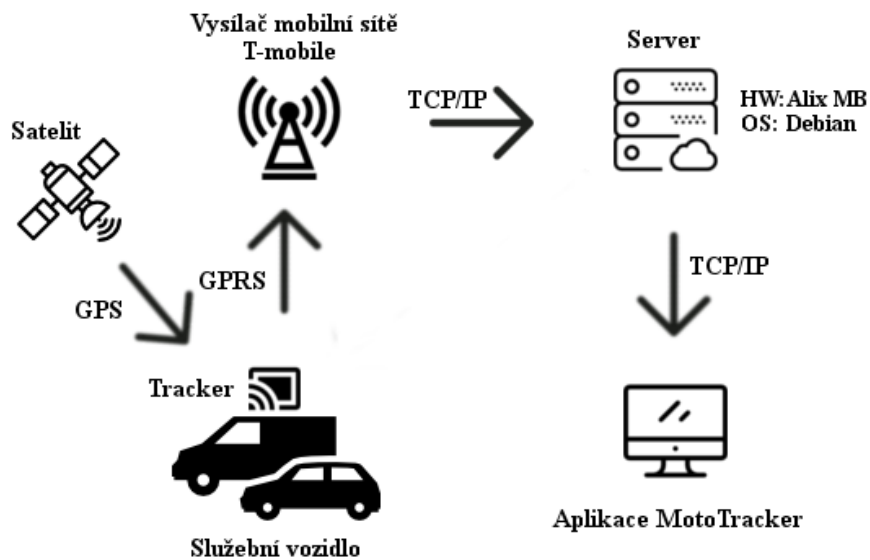 Vysílač mobilní sítě
T-mobile
Server
TCP/IP
HW: Alix MB
OS: Debian
Satelit
GPS
GPRS
TCP/IP
Tracker
Služební vozidlo
Aplikace MotoTracker